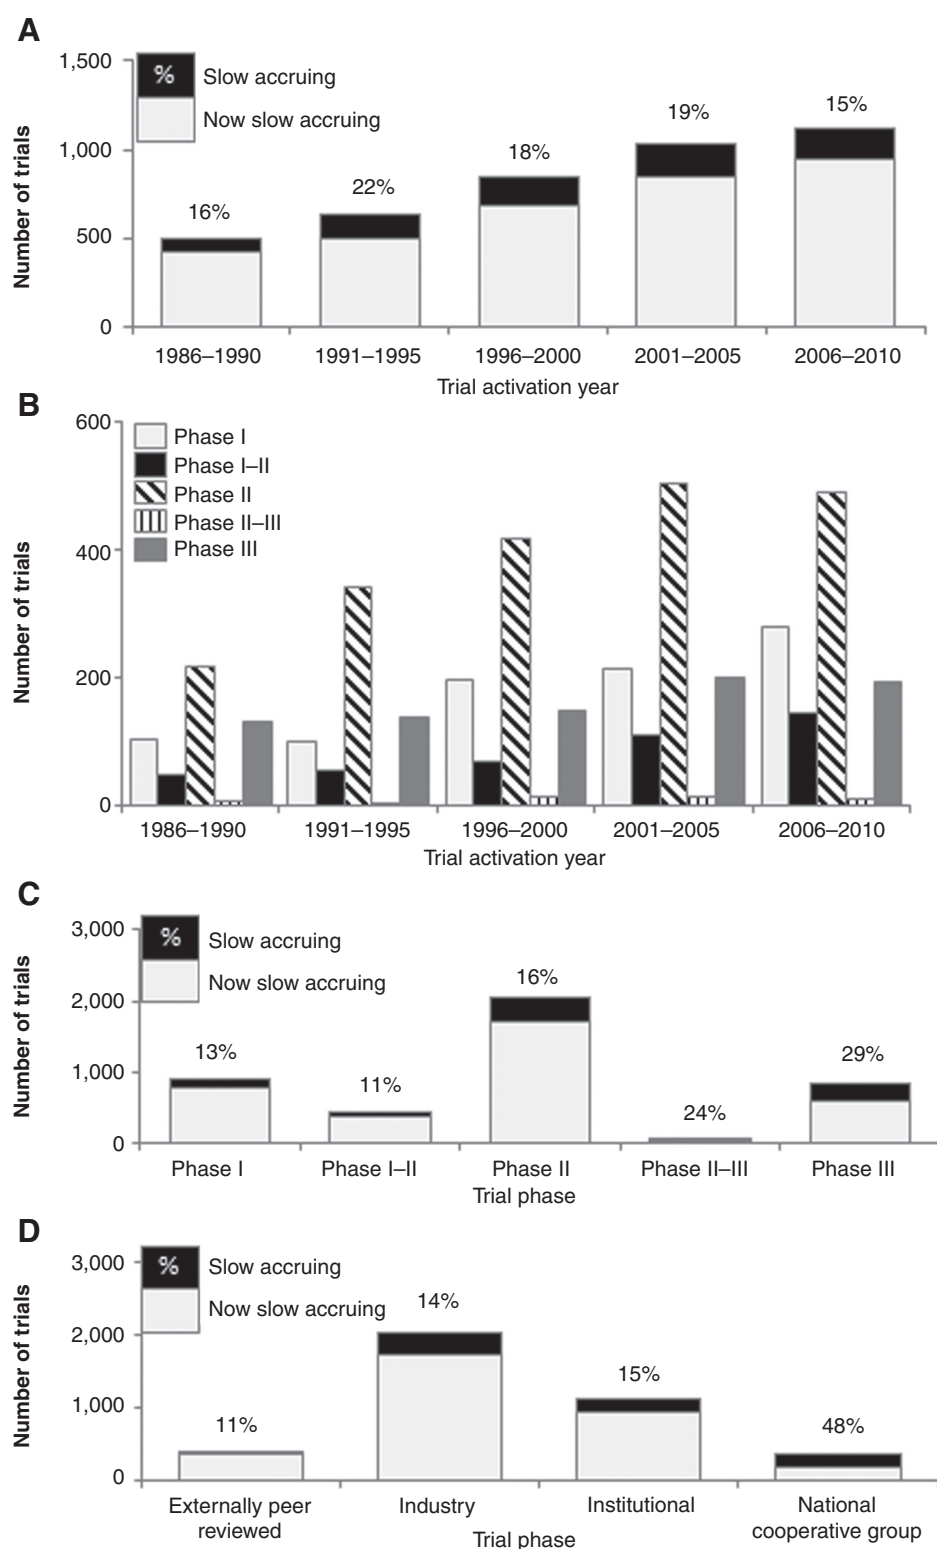 A
1,500
% Slow accruing
Now slow accruing
19%
15%
1,000
18%
22%
Number of trials
16%
500
0
1986–1990 1991–1995 1996–2000 2001–2005 2006–2010
Trial activation year
B
600
Phase I
Phase I–II
Phase II
Phase II–III
Phase III
400
Number of trials
200
0
1986–1990 1991–1995 1996–2000 2001–2005 2006–2010
Trial activation year
C
3,000
% Slow accruing
Now slow accruing
16%
2,000
Number of trials
13%
29%
1,000
11%
24%
0
Phase I Phase I–II Phase II Phase II–III Phase III
Trial phase
D
3,000
% Slow accruing
Now slow accruing
14%
2,000
Number of trials
15%
1,000
11%
48%
0
Externally peer reviewed Industry Institutional National cooperative group
Trial phase